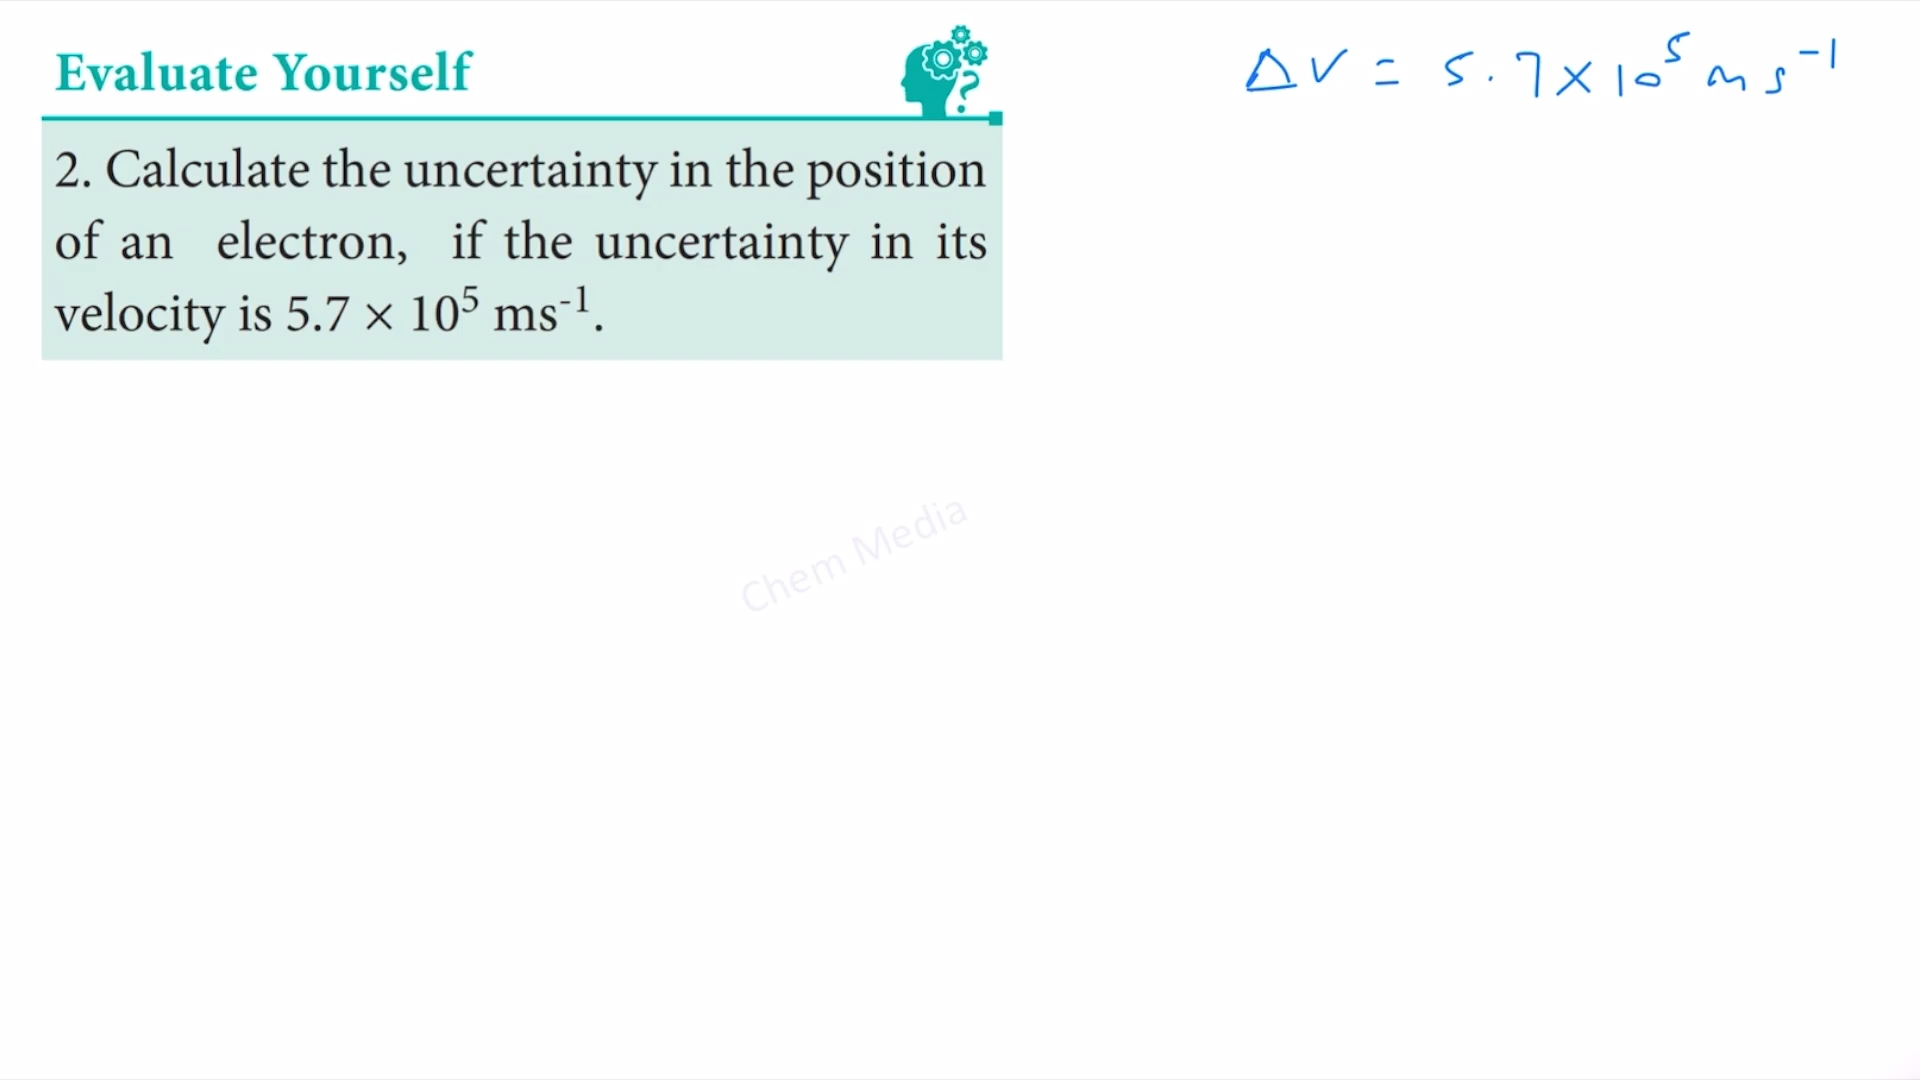 Evaluate Yourself
ΔV = 5.7 × 10⁵ m s⁻¹
2. Calculate the uncertainty in the position
of an electron, if the uncertainty in its
velocity is 5.7 × 10⁵ ms⁻¹.
Chem Media